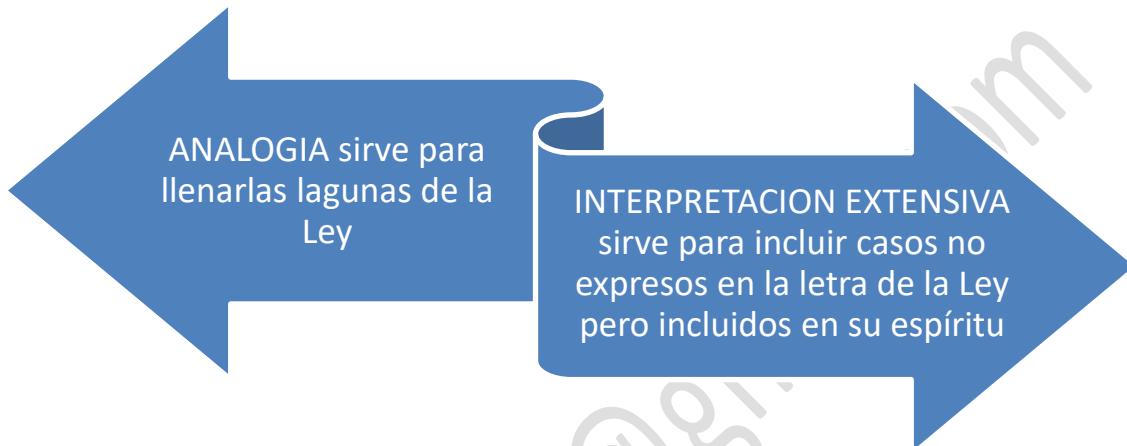 ANALOGIA sirve para
llenarlas lagunas de la
Ley
INTERPRETACION EXTENSIVA
sirve para incluir casos no
expresos en la letra de la Ley
pero incluidos en su espíritu